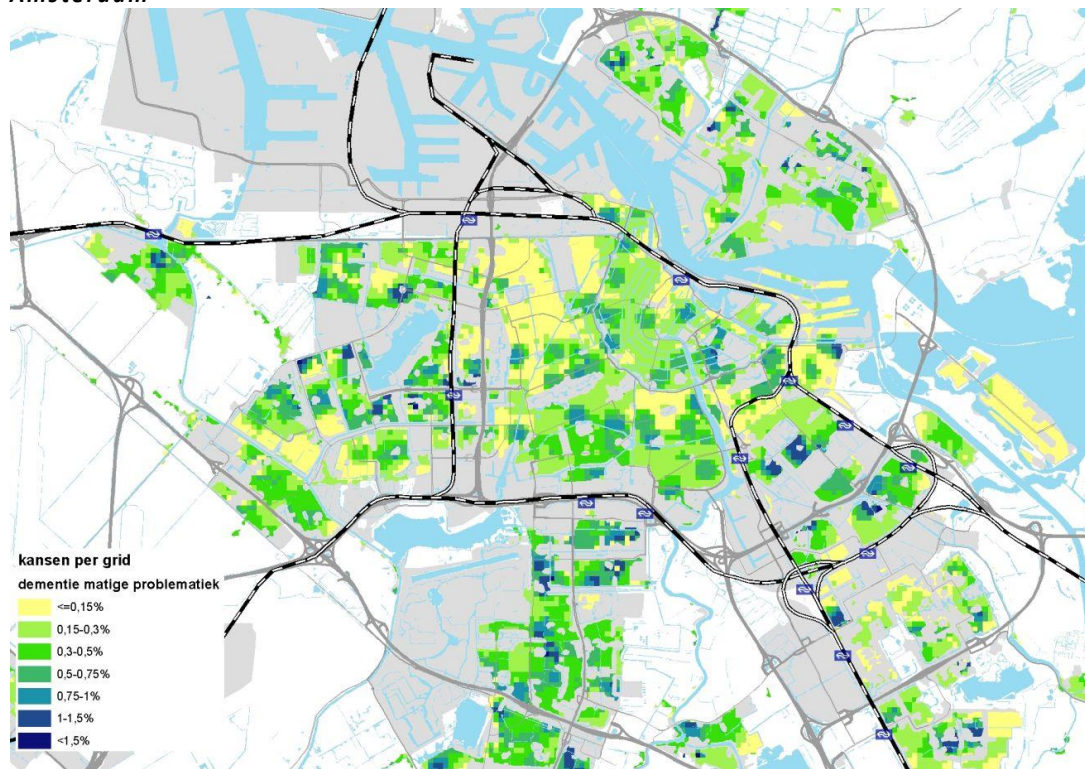 Amsterdam
kansen per grid
dementie matige problematiek
<=0,15%
0,15-0,3%
0,3-0,5%
0,5-0,75%
0,75-1%
1-1,5%
<1,5%